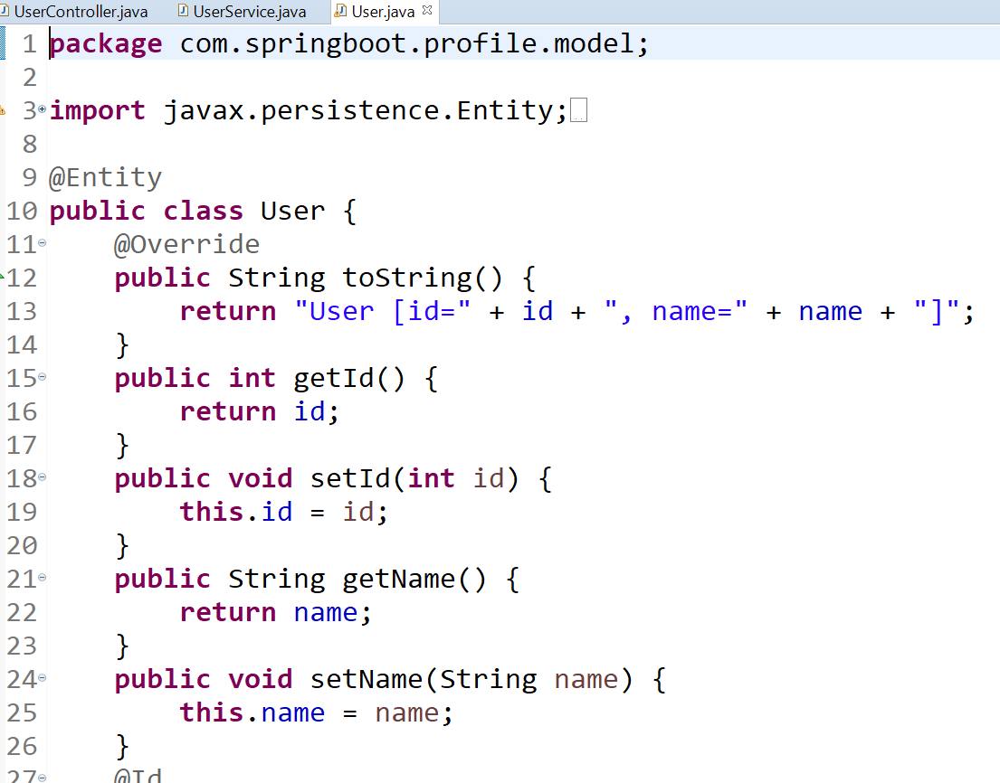 UserController.java UserService.java User.java
1 package com.springboot.profile.model;
2
3 import javax.persistence.Entity;
8
9 @Entity
10 public class User {
11 @Override
12 public String toString() {
13 return "User [id=" + id + ", name=" + name + "]";
14 }
15 public int getId() {
16 return id;
17 }
18 public void setId(int id) {
19 this.id = id;
20 }
21 public String getName() {
22 return name;
23 }
24 public void setName(String name) {
25 this.name = name;
26 }
27 @Id